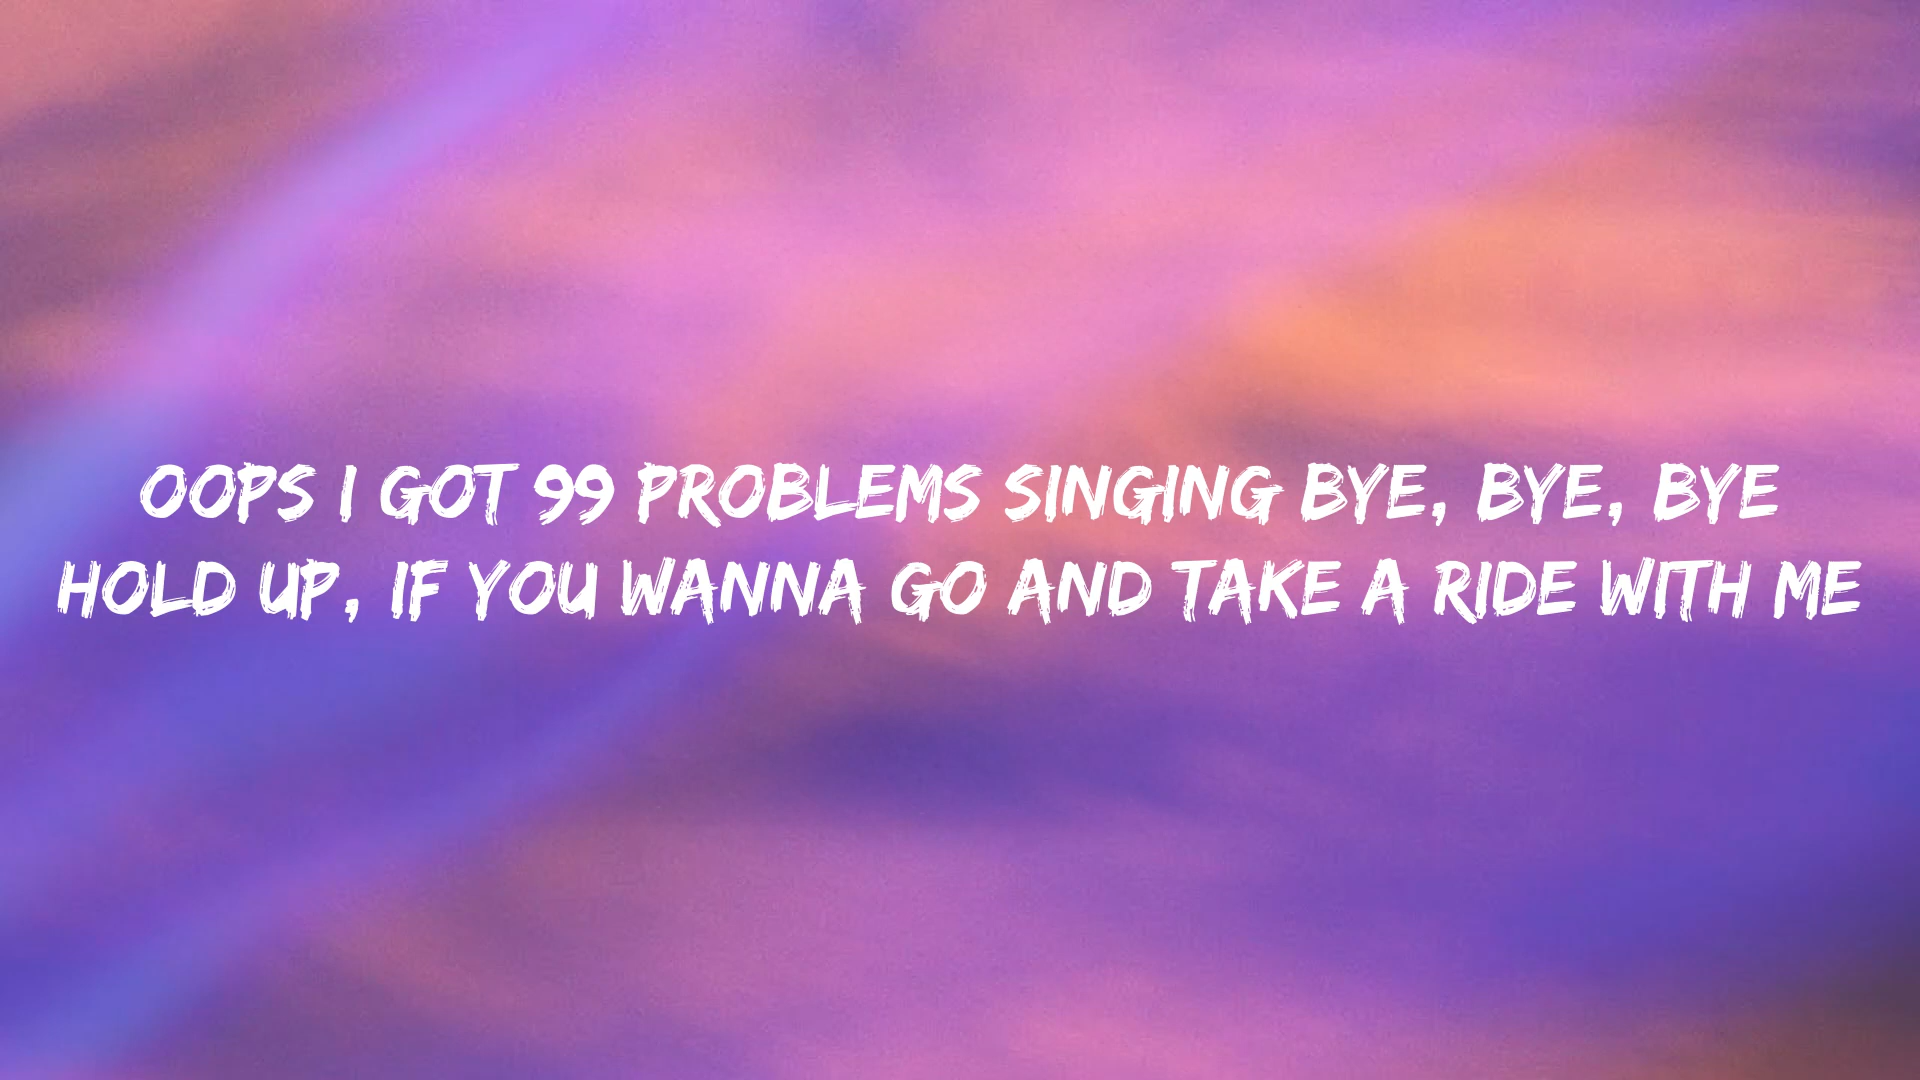 OOPS I GOT 99 PROBLEMS SINGING BYE, BYE, BYE
HOLD UP, IF YOU WANNA GO AND TAKE A RIDE WITH ME